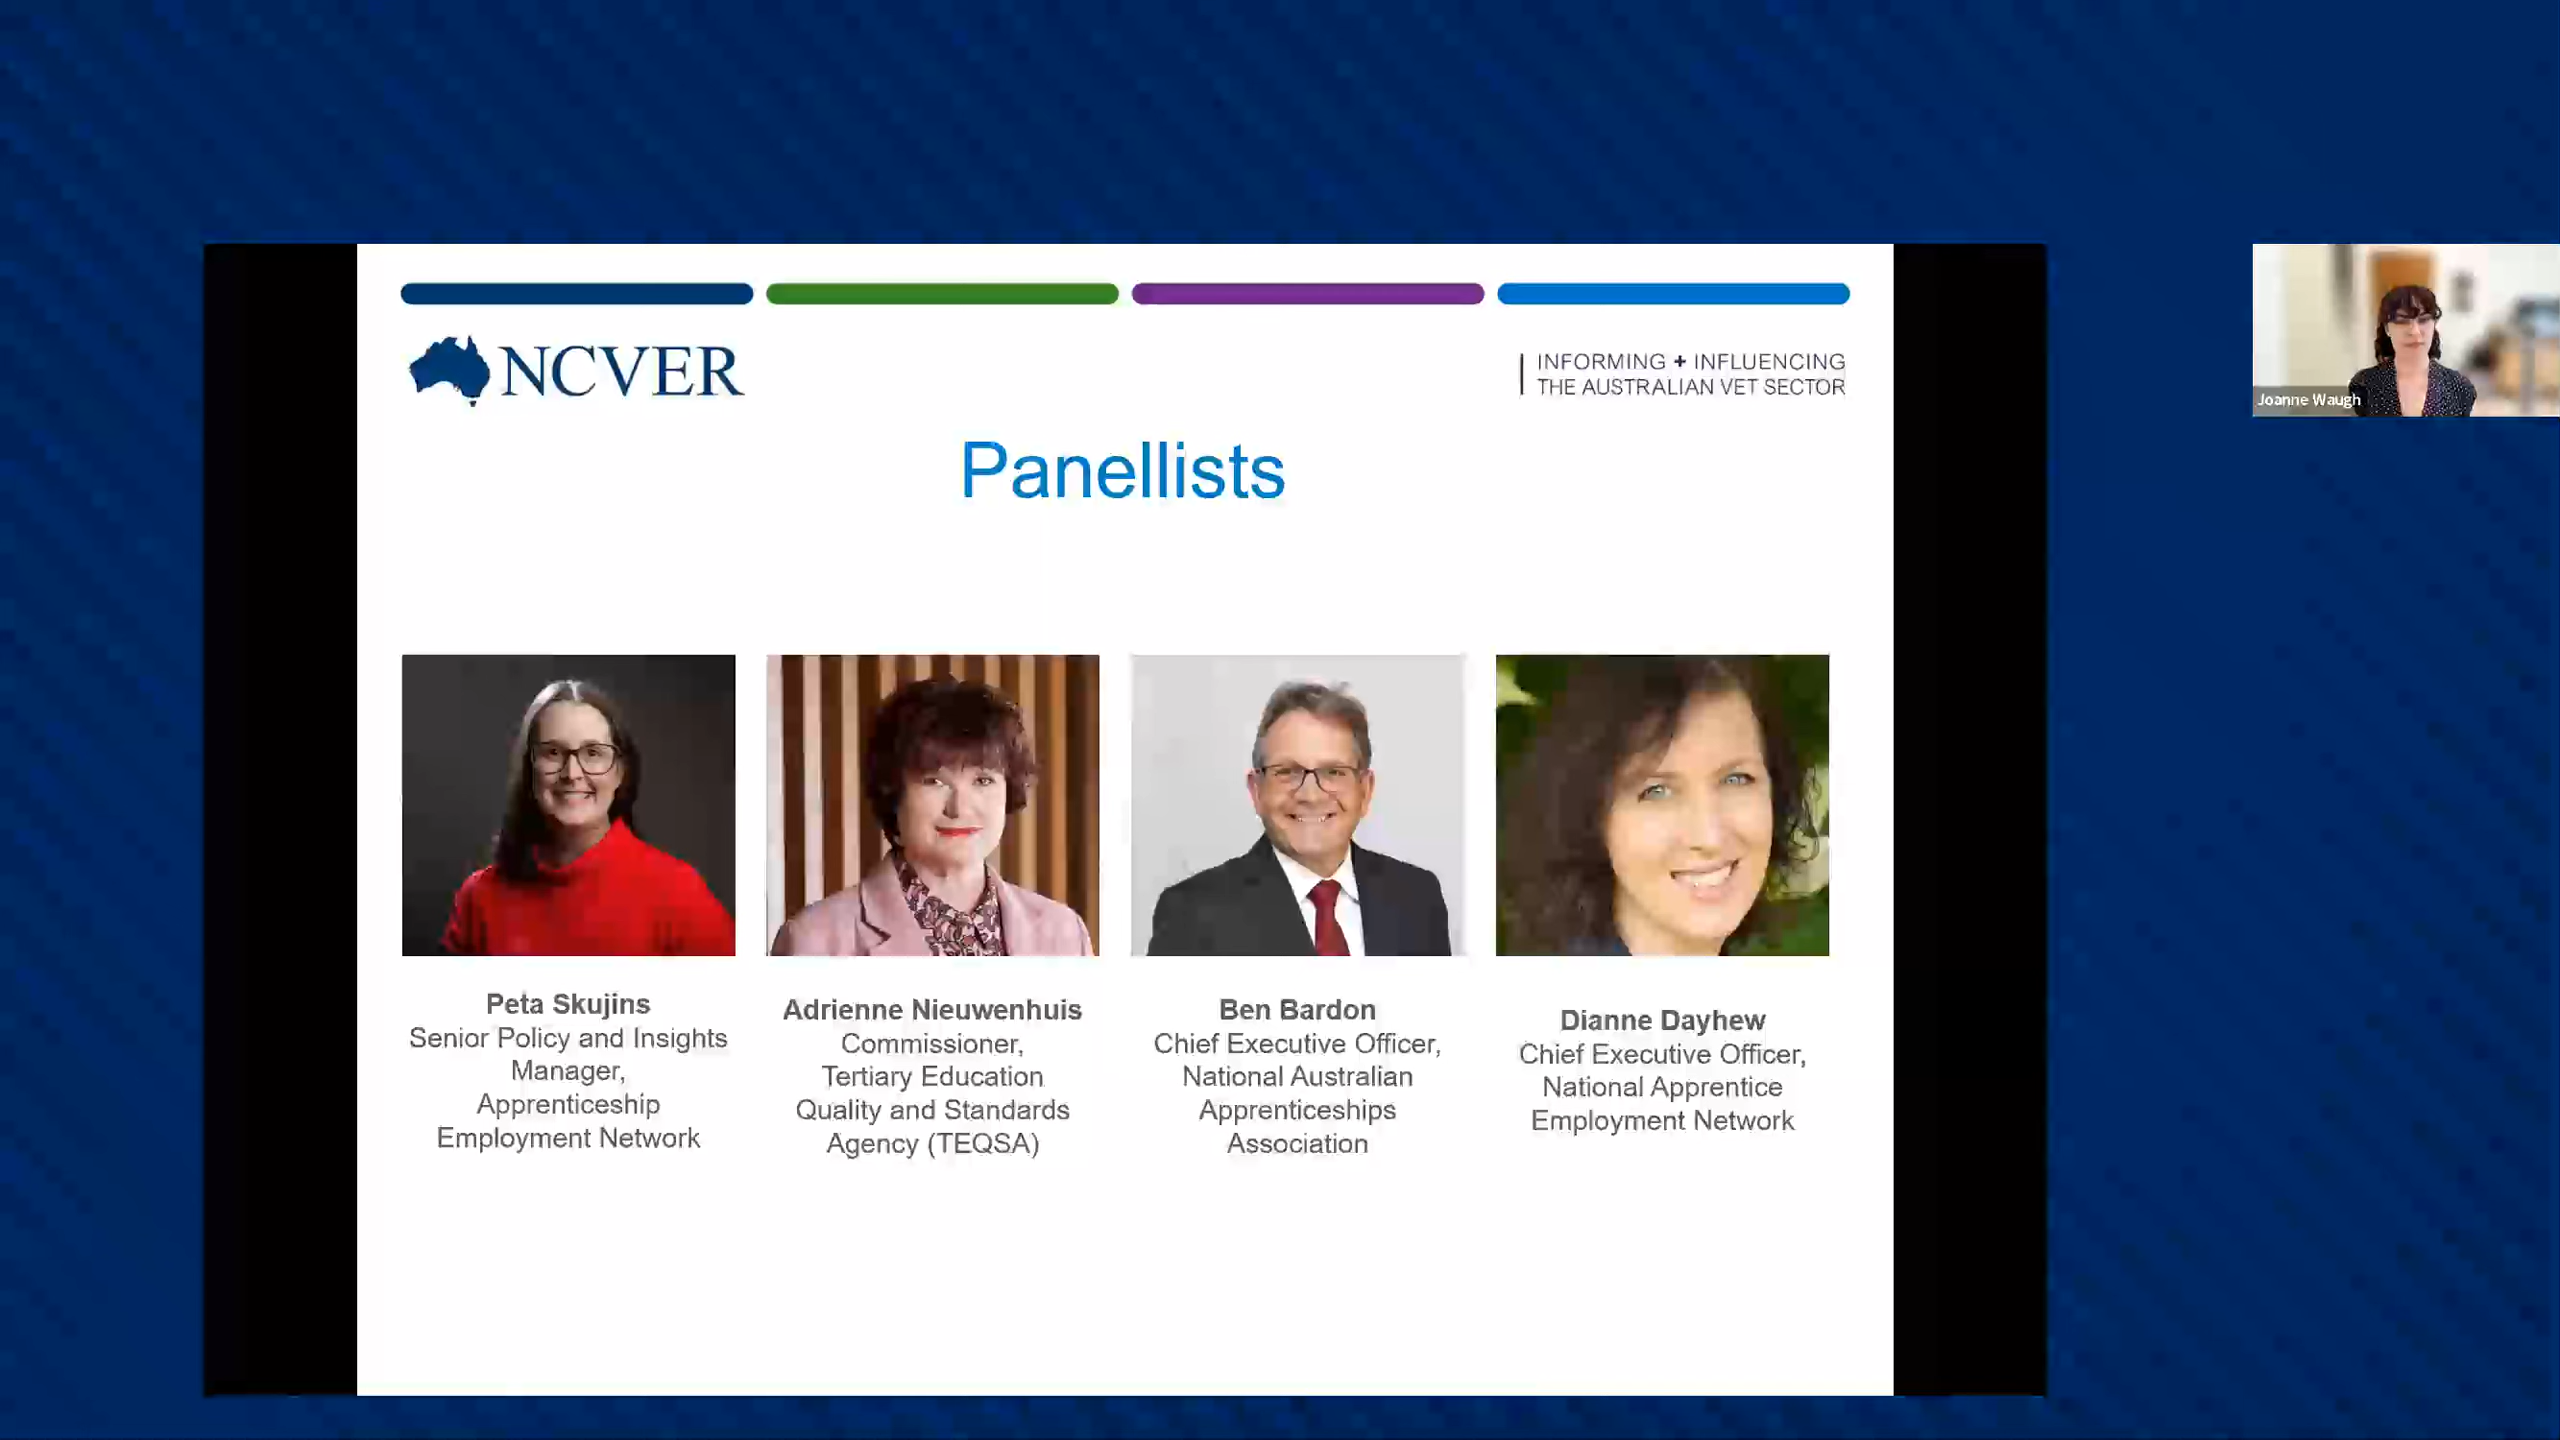 NCVER
INFORMING + INFLUENCING
THE AUSTRALIAN VET SECTOR
Joanne Waugh
Panellists
Peta Skujins
Senior Policy and Insights
Manager,
Apprenticeship
Employment Network
Adrienne Nieuwenhuis
Commissioner,
Tertiary Education
Quality and Standards
Agency (TEQSA)
Ben Bardon
Chief Executive Officer,
National Australian
Apprenticeships
Association
Dianne Dayhew
Chief Executive Officer,
National Apprentice
Employment Network